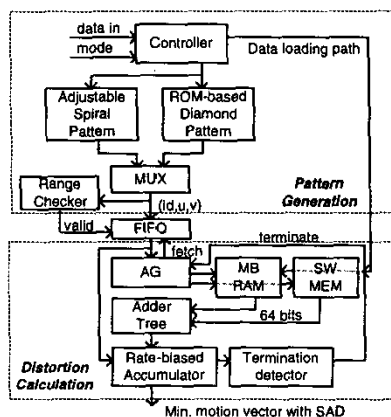 data in
mode
Controller
Data loading path
Adjustable
Spiral
Pattern
ROM-based
Diamond
Pattern
MUX
Range
Checker
(id,u,v)
Pattern
Generation
valid
FIFO
fetch
terminate
AG
MB
RAM
SW
MEM
Adder
Tree
64 bits
Distortion
Calculation
Rate-biased
Accumulator
Termination
detector
Min. motion vector with SAD